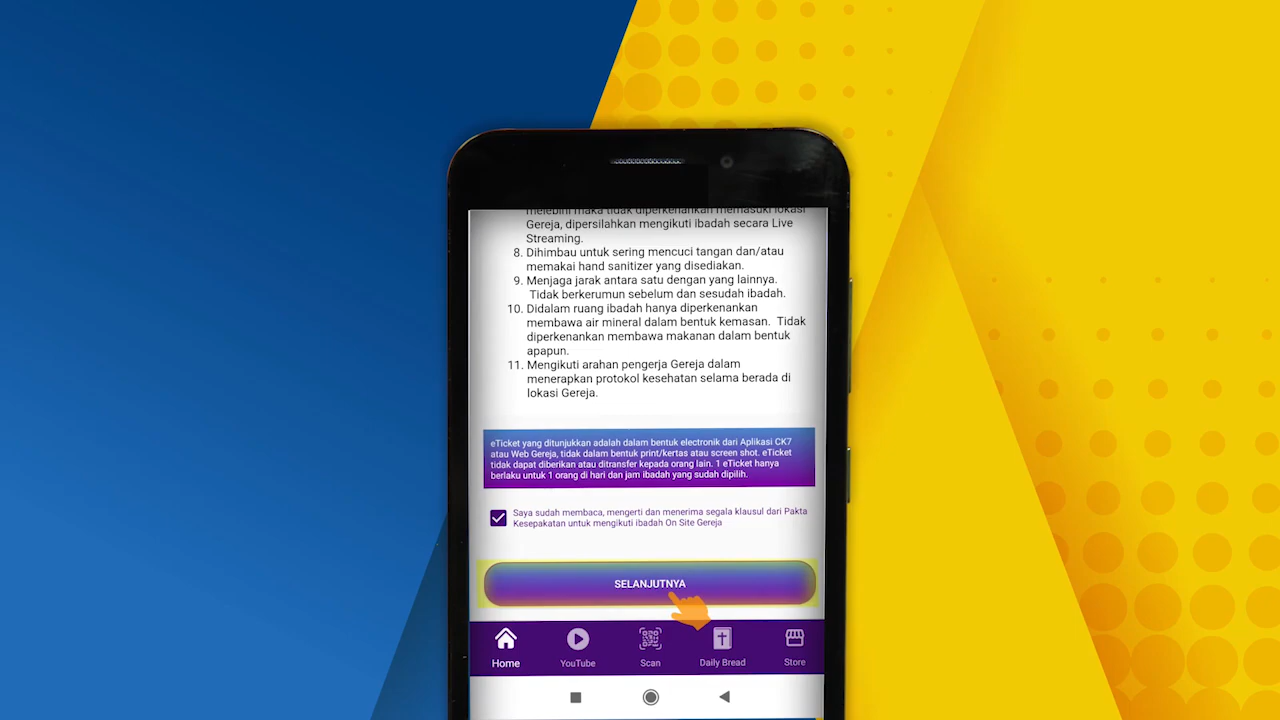 melebihi maka tidak diperkenankan memasuki lokasi
Gereja, dipersilahkan mengikuti ibadah secara Live
Streaming.
8. Dihimbau untuk sering mencuci tangan dan/atau
memakai hand sanitizer yang disediakan.
9. Menjaga jarak antara satu dengan yang lainnya.
Tidak berkerumun sebelum dan sesudah ibadah.
10. Didalam ruang ibadah hanya diperkenankan
membawa air mineral dalam bentuk kemasan. Tidak
diperkenankan membawa makanan dalam bentuk
apapun.
11. Mengikuti arahan pengerja Gereja dalam
menerapkan protokol kesehatan selama berada di
lokasi Gereja.
eTicket yang ditunjukkan adalah dalam bentuk electronik dari Aplikasi CK7
atau Web Gereja, tidak dalam bentuk print/kertas atau screen shot. eTicket
tidak dapat diberikan atau ditransfer kepada orang lain. 1 eTicket hanya
berlaku untuk 1 orang di hari dan jam ibadah yang sudah dipilih.
Saya sudah membaca, mengerti dan menerima segala klausul dari Pakta
Kesepakatan untuk mengikuti ibadah On Site Gereja
SELANJUTNYA
Home
YouTube
Scan
Daily Bread
Store